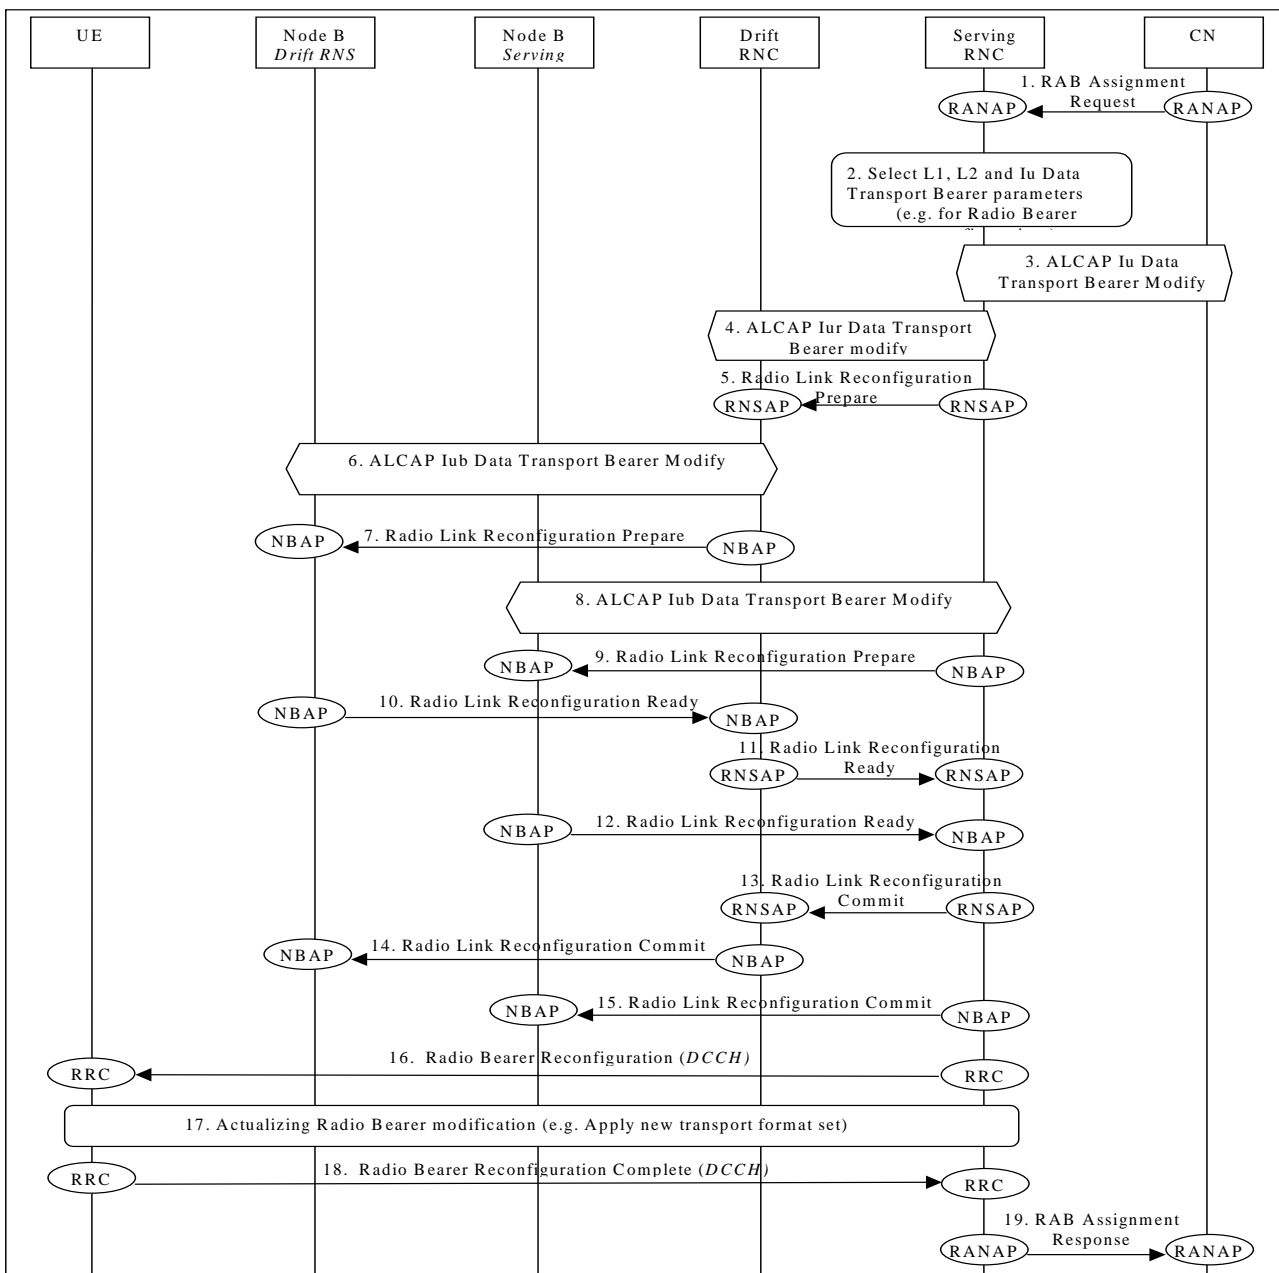 UE
Node B
Drift RNS
Node B
Serving
Drift
RNC
Serving
RNC
CN
1. RAB Assignment
Request
RANAP
RANAP
2. Select L1, L2 and Iu Data
Transport Bearer parameters
(e.g. for Radio Bearer
3. ALCAP Iu Data
Transport Bearer Modify
4. ALCAP Iur Data Transport
Bearer modify
5. Radio Link Reconfiguration
Prepare
RNSAP
RNSAP
6. ALCAP Iub Data Transport Bearer Modify
7. Radio Link Reconfiguration Prepare
NBAP
NBAP
8. ALCAP Iub Data Transport Bearer Modify
9. Radio Link Reconfiguration Prepare
NBAP
NBAP
10. Radio Link Reconfiguration Ready
NBAP
NBAP
11. Radio Link Reconfiguration
Ready
RNSAP
RNSAP
12. Radio Link Reconfiguration Ready
NBAP
NBAP
13. Radio Link Reconfiguration
Commit
RNSAP
RNSAP
14. Radio Link Reconfiguration Commit
NBAP
NBAP
15. Radio Link Reconfiguration Commit
NBAP
NBAP
16. Radio Bearer Reconfiguration (DCCH)
RRC
RRC
17. Actualizing Radio Bearer modification (e.g. Apply new transport format set)
18. Radio Bearer Reconfiguration Complete (DCCH)
RRC
RRC
19. RAB Assignment
Response
RANAP
RANAP